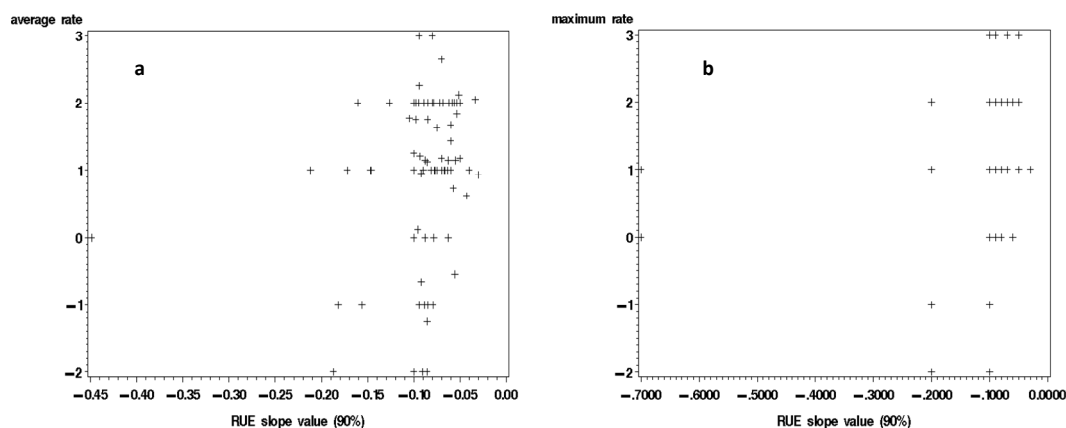 average rate
3
a
2
1
0
−1
−2
−0.45 −0.40 −0.35 −0.30 −0.25 −0.20 −0.15 −0.10 −0.05 0.00
RUE slope value (90%)
maximum rate
3
b
2
1
0
−1
−2
−.7000 −.6000 −.5000 −.4000 −.3000 −.2000 −.1000 0.0000
RUE slope value (90%)